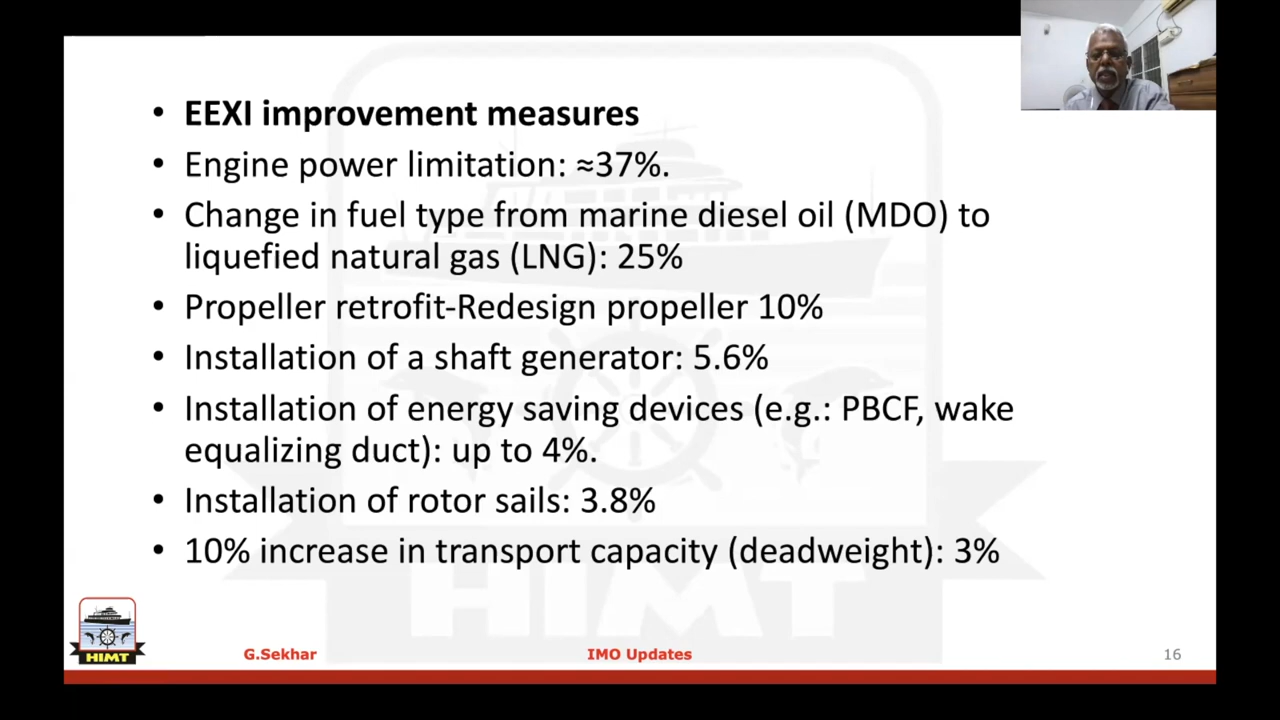 • EEXI improvement measures
• Engine power limitation: ≈37%.
• Change in fuel type from marine diesel oil (MDO) to
liquefied natural gas (LNG): 25%
• Propeller retrofit-Redesign propeller 10%
• Installation of a shaft generator: 5.6%
• Installation of energy saving devices (e.g.: PBCF, wake
equalizing duct): up to 4%.
• Installation of rotor sails: 3.8%
• 10% increase in transport capacity (deadweight): 3%
HIMT
HIMT
G.Sekhar
IMO Updates
16